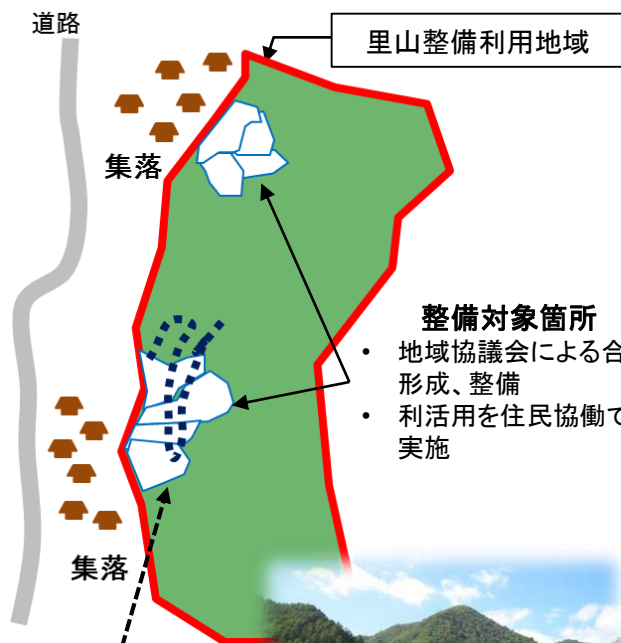 道路
里山整備利用地域
集落
整備対象箇所
• 地域協議会による合
形成、整備
• 利活用を住民協働で
実施
集落